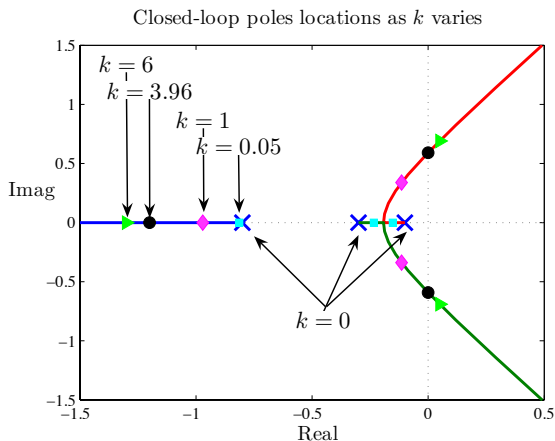 Closed-loop poles locations as k varies
1.5
1
0.5
0
−0.5
−1
−1.5
Imag
k = 6
k = 3.96
k = 1
k = 0.05
k = 0
−1.5 −1 −0.5 0 0.5
Real